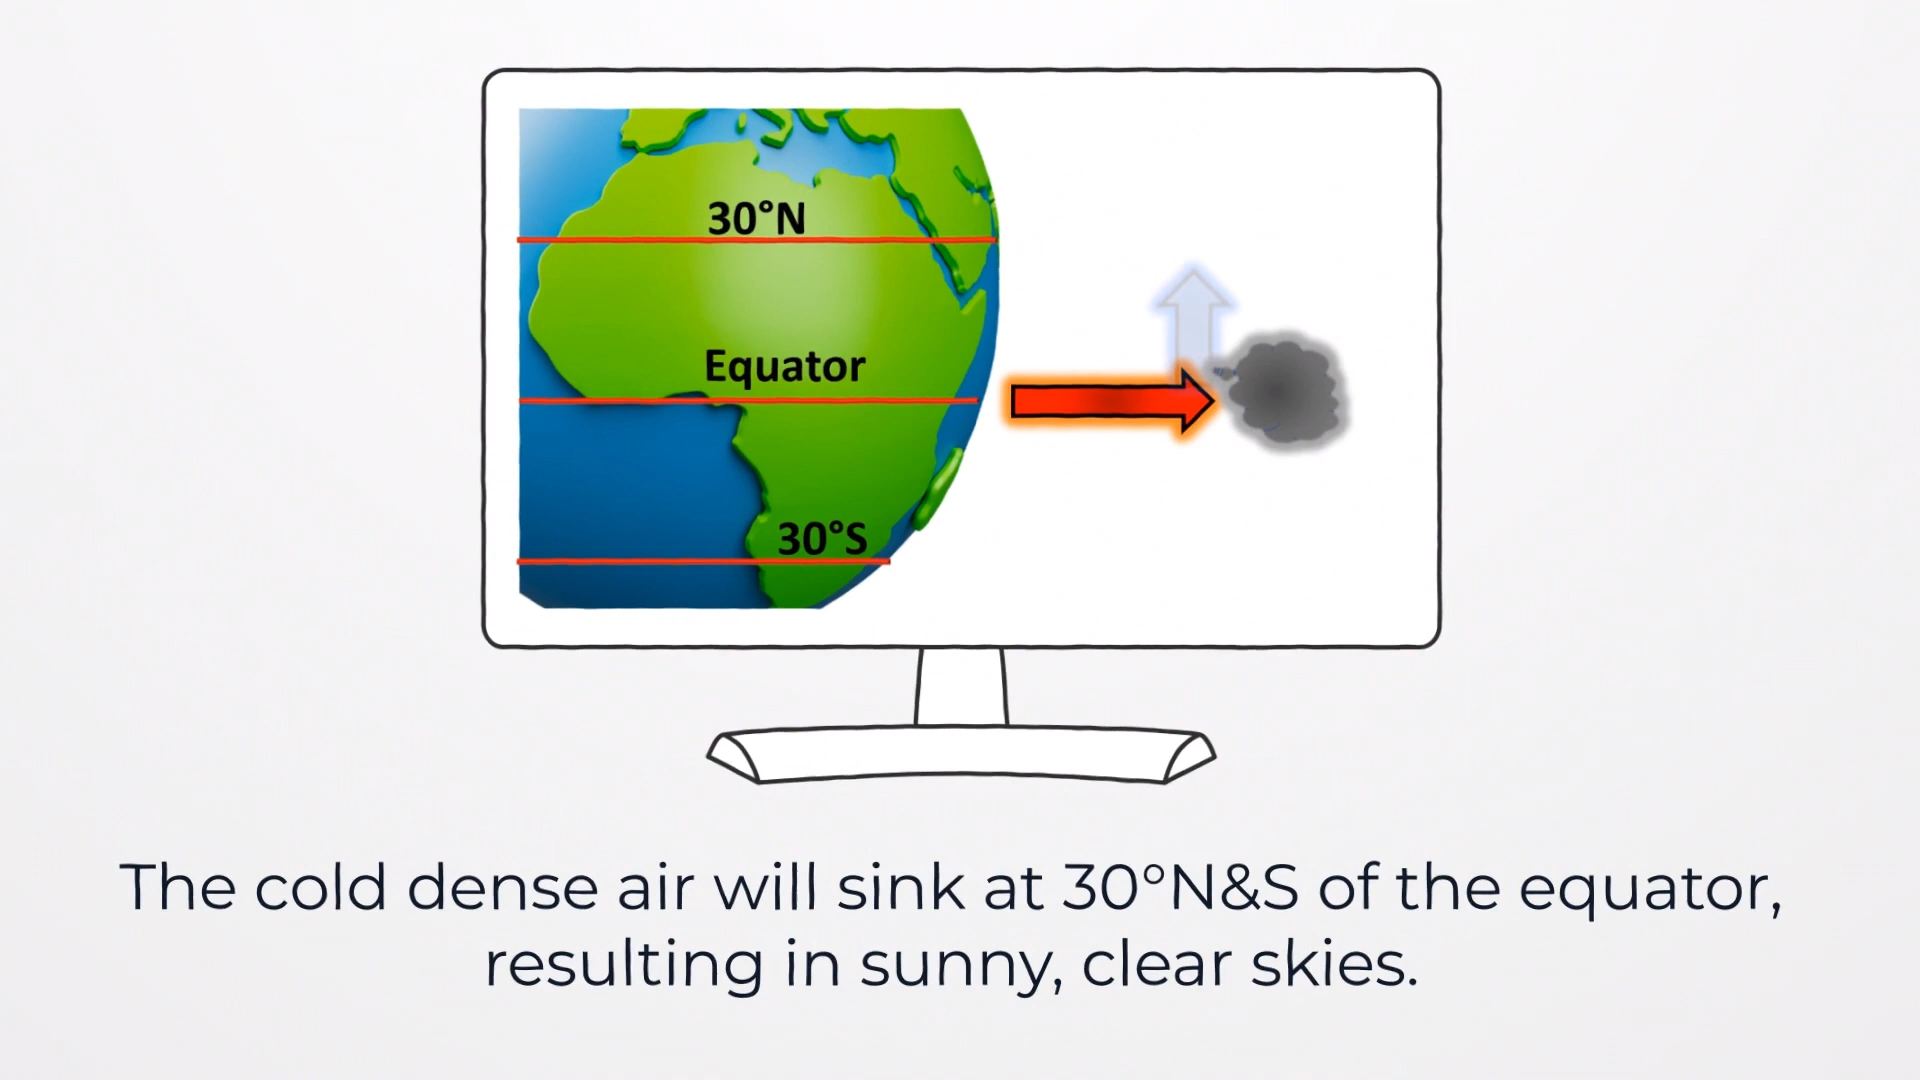 30°N
Equator
30°S
The cold dense air will sink at 30°N&S of the equator,
resulting in sunny, clear skies.